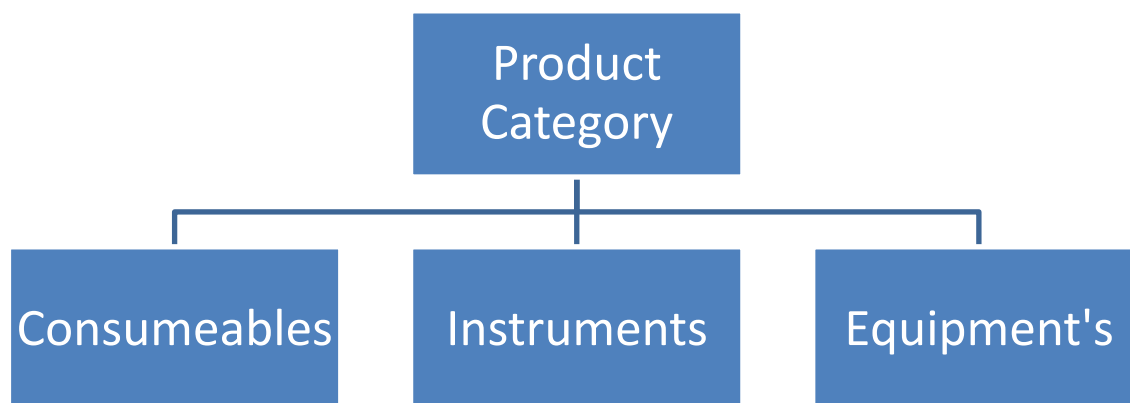 Product
Category
Consumeables
Instruments
Equipment's